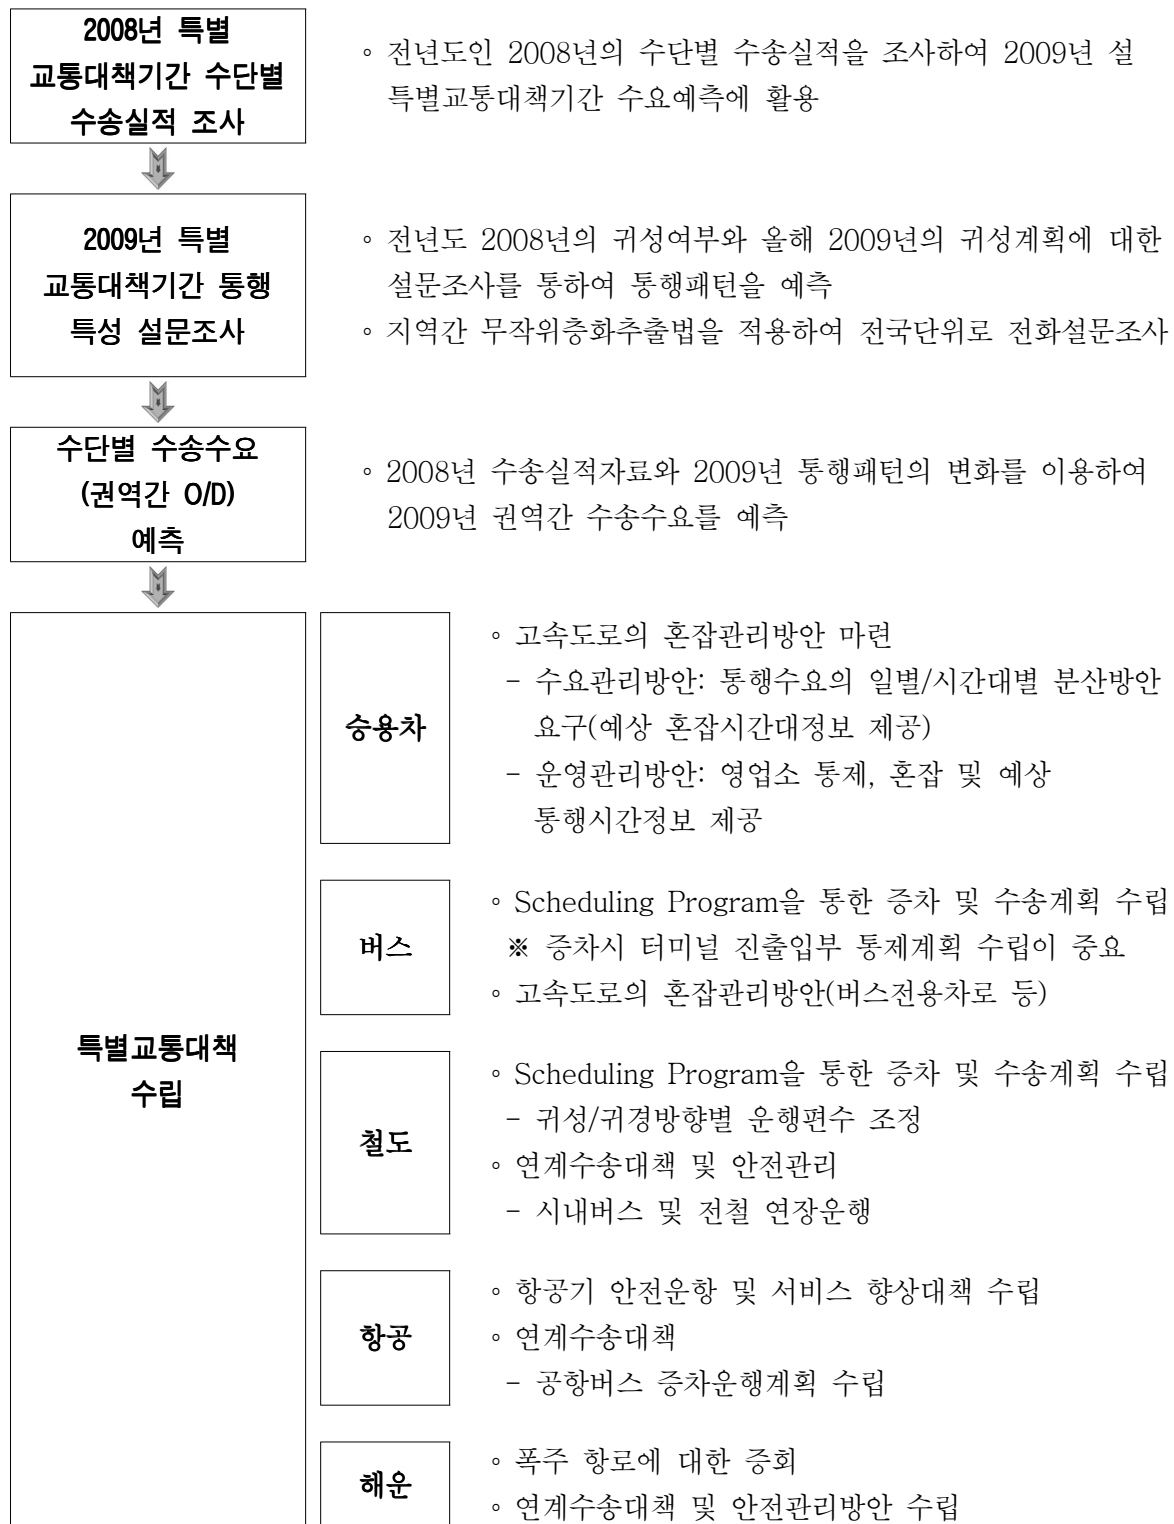 2008년 특별
교통대책기간 수단별
수송실적 조사
◦ 전년도인 2008년의 수단별 수송실적을 조사하여 2009년 설
특별교통대책기간 수요예측에 활용
2009년 특별
교통대책기간 통행
특성 설문조사
◦ 전년도 2008년의 귀성여부와 올해 2009년의 귀성계획에 대한
설문조사를 통하여 통행패턴을 예측
◦ 지역간 무작위층화추출법을 적용하여 전국단위로 전화설문조사
수단별 수송수요
(권역간 O/D)
예측
◦ 2008년 수송실적자료와 2009년 통행패턴의 변화를 이용하여
2009년 권역간 수송수요를 예측
특별교통대책
수립
승용차
◦ 고속도로의 혼잡관리방안 마련
- 수요관리방안: 통행수요의 일별/시간대별 분산방안
요구(예상 혼잡시간대정보 제공)
- 운영관리방안: 영업소 통제, 혼잡 및 예상
통행시간정보 제공
버스
◦ Scheduling Program을 통한 증차 및 수송계획 수립
※ 증차시 터미널 진출입부 통제계획 수립이 중요
◦ 고속도로의 혼잡관리방안(버스전용차로 등)
철도
◦ Scheduling Program을 통한 증차 및 수송계획 수립
- 귀성/귀경방향별 운행편수 조정
◦ 연계수송대책 및 안전관리
- 시내버스 및 전철 연장운행
항공
◦ 항공기 안전운항 및 서비스 향상대책 수립
◦ 연계수송대책
- 공항버스 증차운행계획 수립
해운
◦ 폭주 항로에 대한 증회
◦ 연계수송대책 및 안전관리방안 수립